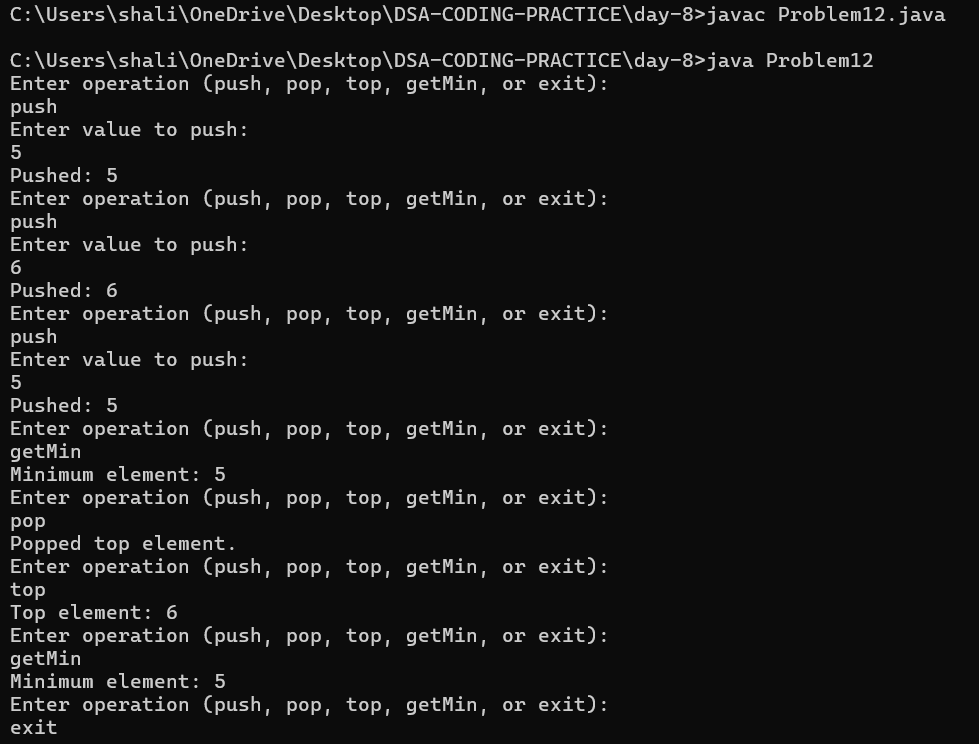 C:\Users\shali\OneDrive\Desktop\DSA-CODING-PRACTICE\day-8>javac Problem12.java
C:\Users\shali\OneDrive\Desktop\DSA-CODING-PRACTICE\day-8>java Problem12
Enter operation (push, pop, top, getMin, or exit):
push
Enter value to push:
5
Pushed: 5
Enter operation (push, pop, top, getMin, or exit):
push
Enter value to push:
6
Pushed: 6
Enter operation (push, pop, top, getMin, or exit):
push
Enter value to push:
5
Pushed: 5
Enter operation (push, pop, top, getMin, or exit):
getMin
Minimum element: 5
Enter operation (push, pop, top, getMin, or exit):
pop
Popped top element.
Enter operation (push, pop, top, getMin, or exit):
top
Top element: 6
Enter operation (push, pop, top, getMin, or exit):
getMin
Minimum element: 5
Enter operation (push, pop, top, getMin, or exit):
exit